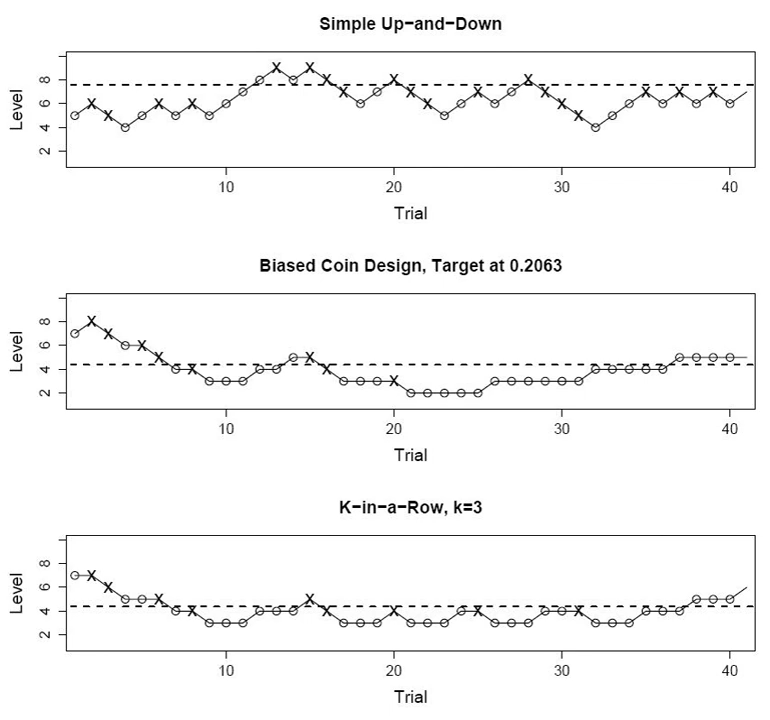 Simple Up−and−Down
Level
8
6
4
2
10 20 30 40
Trial
Biased Coin Design, Target at 0.2063
Level
8
6
4
2
10 20 30 40
Trial
K−in−a−Row, k=3
Level
8
6
4
2
10 20 30 40
Trial